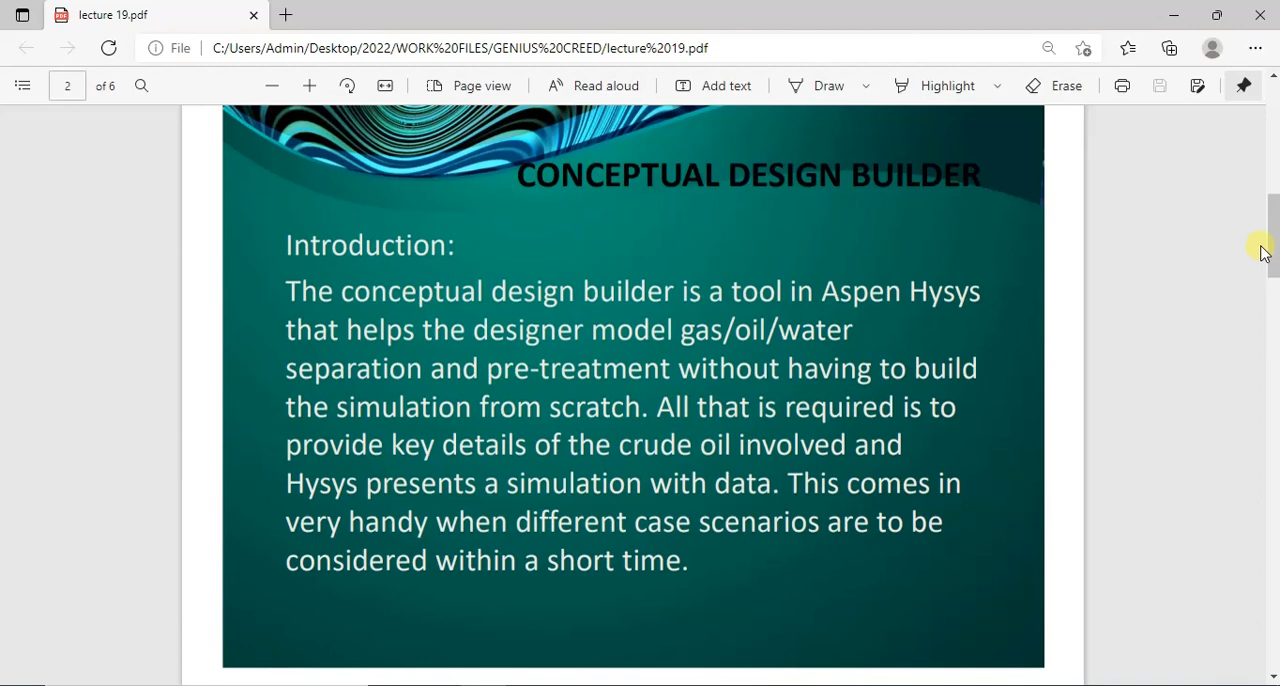 lecture 19.pdf
File C:/Users/Admin/Desktop/2022/WORK%20FILES/GENIUS%20CREED/lecture%2019.pdf
2 of 6 Page view Read aloud Add text Draw Highlight Erase
CONCEPTUAL DESIGN BUILDER
Introduction:
The conceptual design builder is a tool in Aspen Hysys
that helps the designer model gas/oil/water
separation and pre-treatment without having to build
the simulation from scratch. All that is required is to
provide key details of the crude oil involved and
Hysys presents a simulation with data. This comes in
very handy when different case scenarios are to be
considered within a short time.